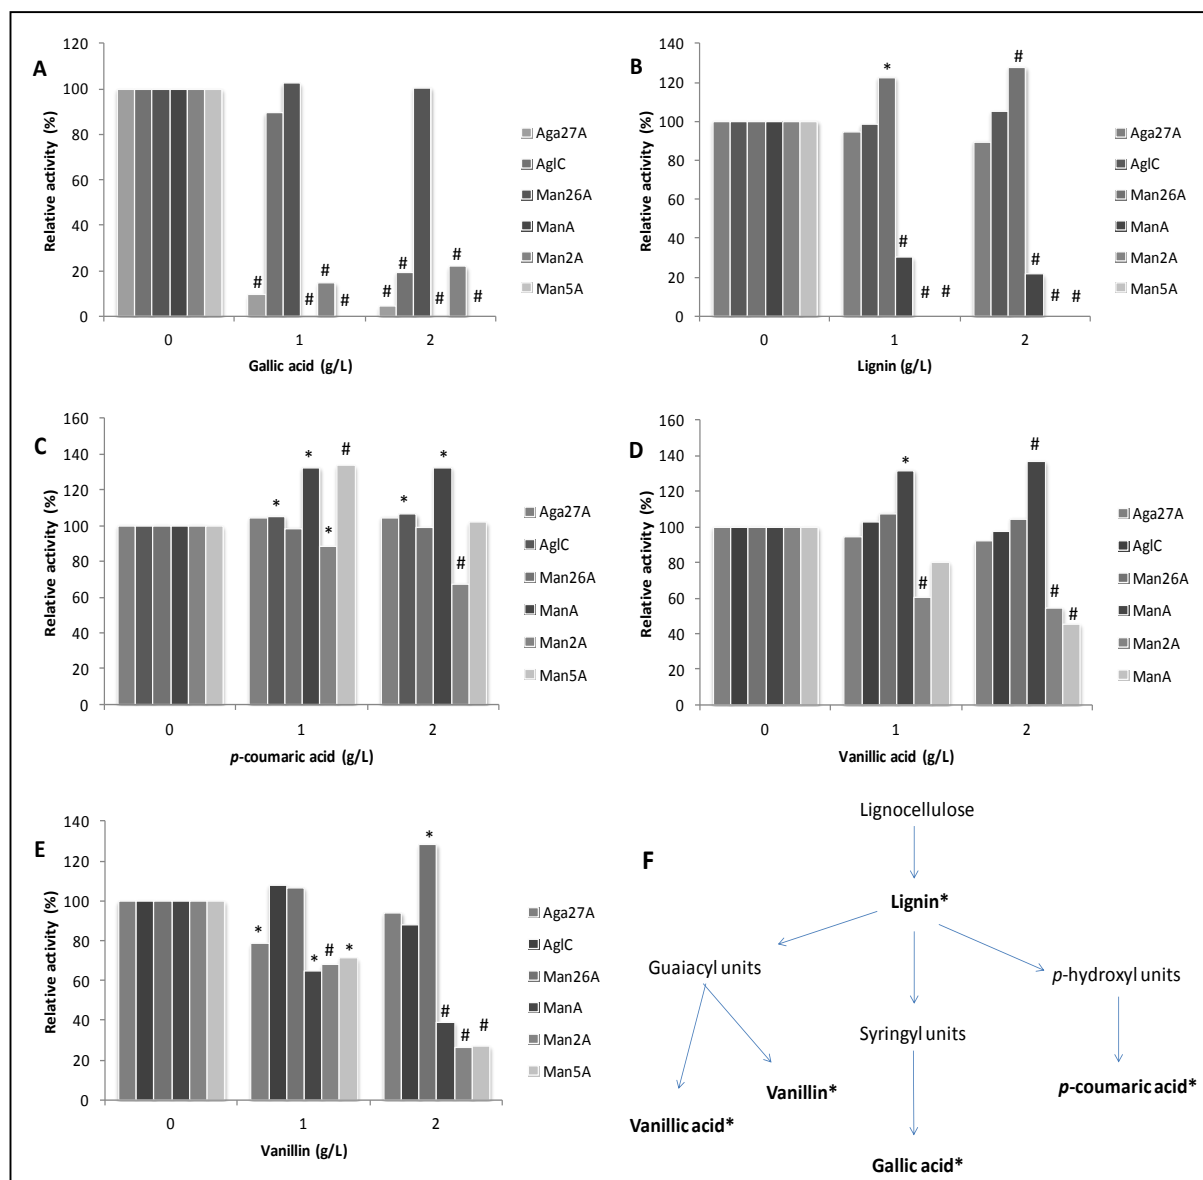 A
Relative activity (%)
120
100
80
60
40
20
0
# # # #
# # # # #
0 1 2
Gallic acid (g/L)
Aga27A
AglC
Man26A
ManA
Man2A
Man5A
B
Relative activity (%)
140
120
100
80
60
40
20
0
* # # #
# # # #
0 1 2
Lignin (g/L)
Aga27A
AglC
Man26A
ManA
Man2A
Man5A
C
Relative activity (%)
160
140
120
100
80
60
40
20
0
* * * #
* * #
0 1 2
p-coumaric acid (g/L)
Aga27A
AglC
Man26A
ManA
Man2A
Man5A
D
Relative activity (%)
160
140
120
100
80
60
40
20
0
* #
# # #
0 1 2
Vanillic acid (g/L)
Aga27A
AglC
Man26A
ManA
Man2A
ManA
E
Relative activity (%)
140
120
100
80
60
40
20
0
* * # *
* # # #
0 1 2
Vanillin (g/L)
Aga27A
AglC
Man26A
ManA
Man2A
Man5A
F
Lignocellulose
Lignin*
Guaiacyl units
p-hydroxyl units
Syringyl units
Vanillin*
p-coumaric acid*
Vanillic acid*
Gallic acid*